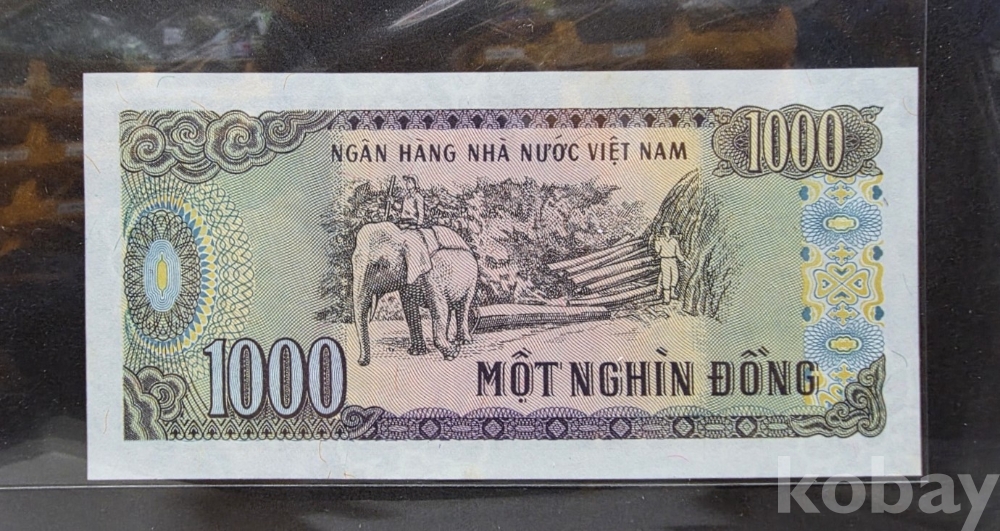 1000
NGÂN HÀNG NHÀ NƯỚC VIỆT NAM
1000
MỘT NGHÌN ĐỒNG
kobay